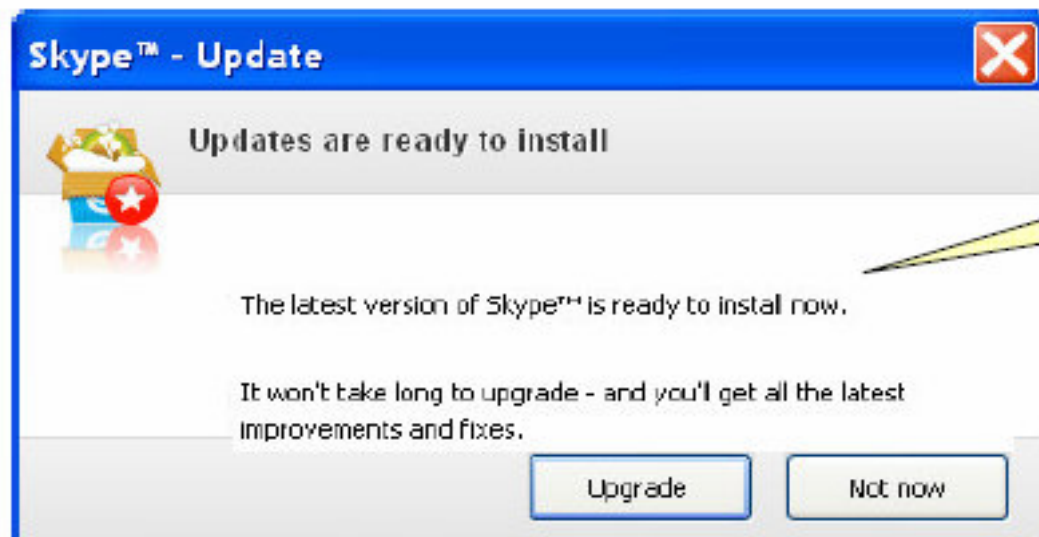 Skype™ - Update
Updates are ready to install
The latest version of Skype™ is ready to install now.
It won't take long to upgrade - and you'll get all the latest
improvements and fixes.
Upgrade
Not now